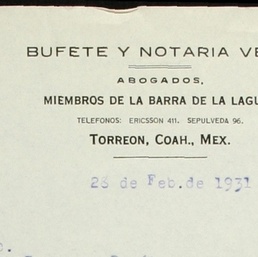 BUFETE Y NOTARIA VE
ABOGADOS.
MIEMBROS DE LA BARRA DE LA LAGU
TELEFONOS: ERICSSON 411. SEPULVEDA 96.
TORREON, COAH., MEX.
23 de Feb.de 1931